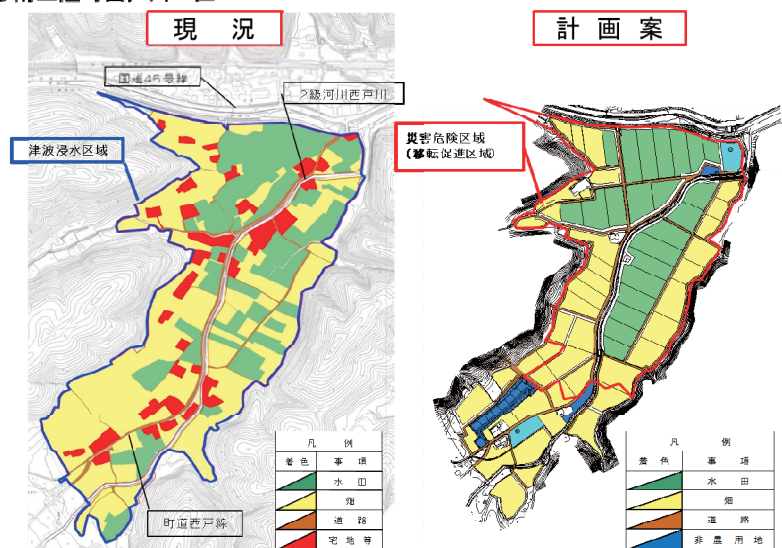 現 況
計 画 案
国道45号線
2級河川西戸川
津波浸水区域
災害危険区域
(移転促進区域)
町道西戸線
凡 例
着 色 事 項
水 田
畑
道 路
宅 地 等
凡 例
着 色 事 項
水 田
畑
道 路
非 農 用 地